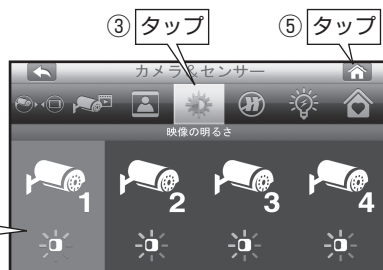 ③ タップ
⑤ タップ
カメラ&センサー
映像の明るさ
1
2
3
4